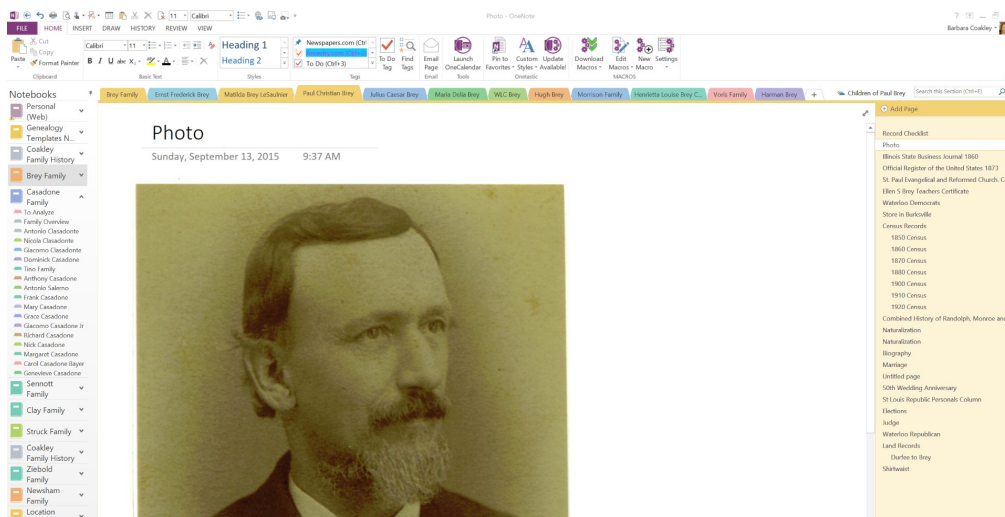 11 Calibri
Photo - OneNote
FILE HOME INSERT DRAW HISTORY REVIEW VIEW
Barbara Coakley
Paste
Cut
Copy
Format Painter
Clipboard
Calibri 11
B I U abc X₂ A
Basic Text
Heading 1
Heading 2
Styles
Newspapers.com (Ctrl
To Do (Ctrl+3)
Tags
To Do Tag
Find Tags
Email Page
Email
Launch OneCalendar
Tools
Pin to Favorites
Custom Styles
Update Available!
Onetastic
Download Macros
Edit Macros
New Macro
Settings
MACROS
Notebooks
Personal (Web)
Genealogy Templates N...
Coakley Family History
Brey Family
Casadone Family
To Analyze
Family Overview
Antonio Clasadonte
Nicola Clasadonte
Giacomo Clasadonte
Dominick Casadone
Tino Family
Anthony Casadone
Antonio Salerno
Frank Casadone
Mary Casadone
Grace Casadone
Giacomo Casadone Jr
Richard Casadone
Nick Casadone
Margaret Casadone
Carol Casadone Bayer
Genevieve Casadone
Sennott Family
Clay Family
Struck Family
Coakley Family History
Ziebold Family
Newsham Family
Location
Brey Family Ernst Frederick Brey Matilda Brey LeSaulnier Paul Christian Brey Julius Caesar Brey Maria Delia Brey WLC Brey Hugh Brey Morrison Family Henrietta Louise Brey C... Voris Family Harman Brey + Children of Paul Brey
Search this Section (Ctrl+E)
Photo
Sunday, September 13, 2015 9:37 AM
Add Page
Record Checklist
Photo
Illinois State Business Journal 1860
Official Register of the United States 1873
St. Paul Evangelical and Reformed Church. C
Ellen S Brey Teachers Certificate
Waterloo Democrats
Store in Burksville
Census Records
1850 Census
1860 Census
1870 Census
1880 Census
1900 Census
1910 Census
1920 Census
Combined History of Randolph, Monroe and
Naturalization
Naturalization
Biography
Marriage
Untitled page
50th Wedding Anniversary
St Louis Republic Personals Column
Elections
Judge
Waterloo Republican
Land Records
Durfee to Brey
Shirtwaist